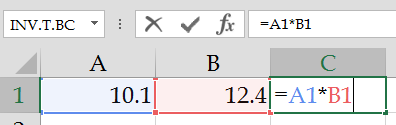 INV.T.BC fx =A1*B1
A B C
1 10.1 12.4 =A1*B1